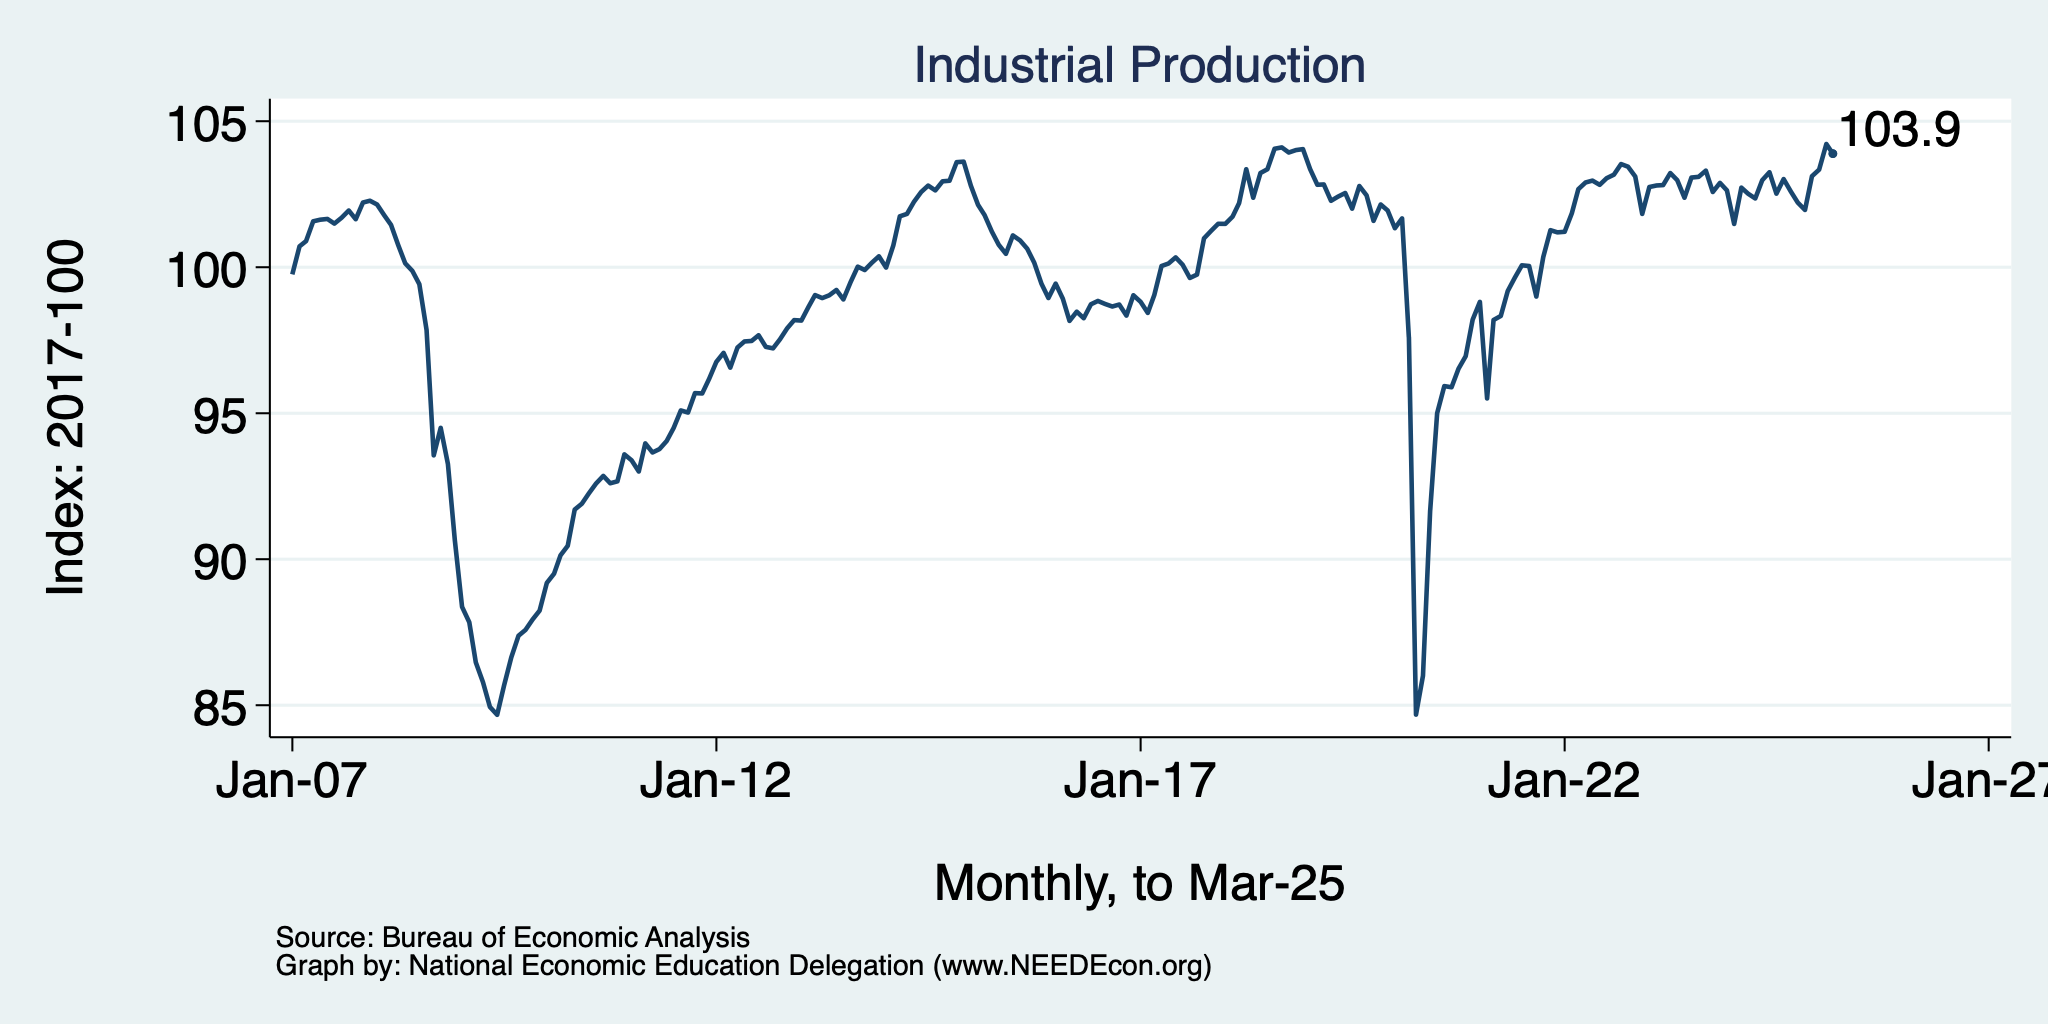 Industrial Production
105
100
95
90
85
Index: 2017-100
103.9
Jan-07
Jan-12
Jan-17
Jan-22
Jan-27
Monthly, to Mar-25
Source: Bureau of Economic Analysis
Graph by: National Economic Education Delegation (www.NEEDEcon.org)